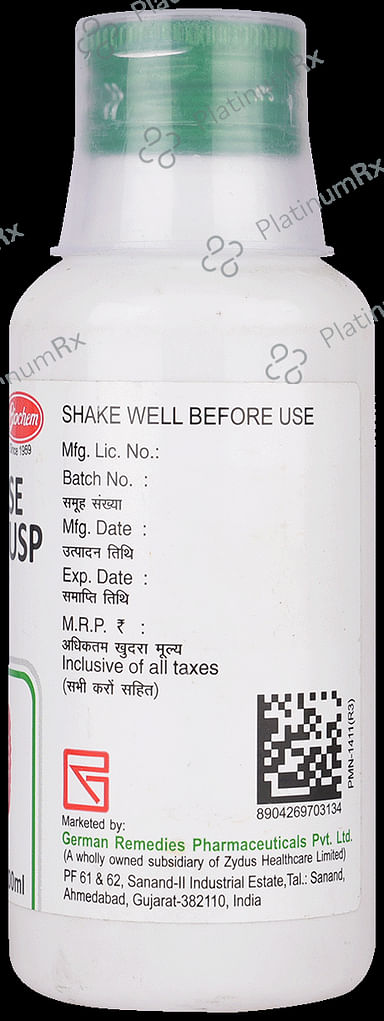 PlatinumRx
PlatinumRx
SHAKE WELL BEFORE USE
Since 1969
Mfg. Lic. No.:
Batch No. :
समूह संख्या
SE
USP
Mfg. Date :
उत्पादन तिथि
Exp. Date :
समाप्ति तिथि
M.R.P. ₹ :
अधिकतम खुदरा मूल्य
Inclusive of all taxes
(सभी करों सहित)
PMN-1411(R3)
8904269703134
Marketed by:
German Remedies Pharmaceuticals Pvt. Ltd.
(A wholly owned subsidiary of Zydus Healthcare Limited)
PF 61 & 62, Sanand-II Industrial Estate,Tal.: Sanand,
Ahmedabad, Gujarat-382110, India